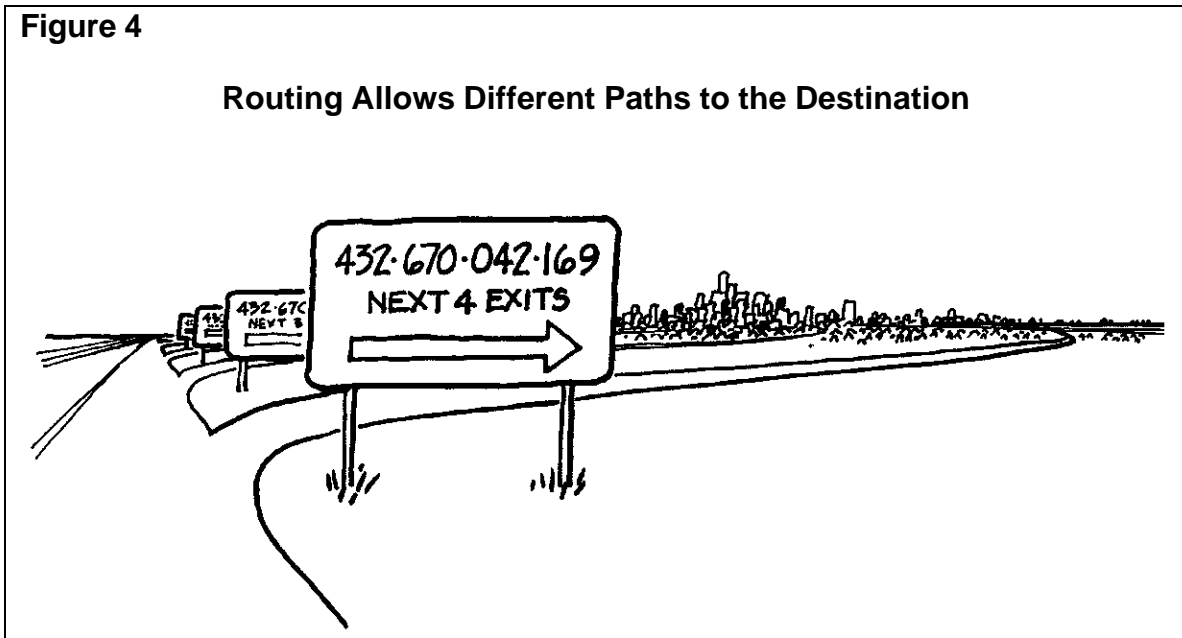 Figure 4
Routing Allows Different Paths to the Destination
432·670·042·169
NEXT 4 EXITS
432·670
NEXT 3